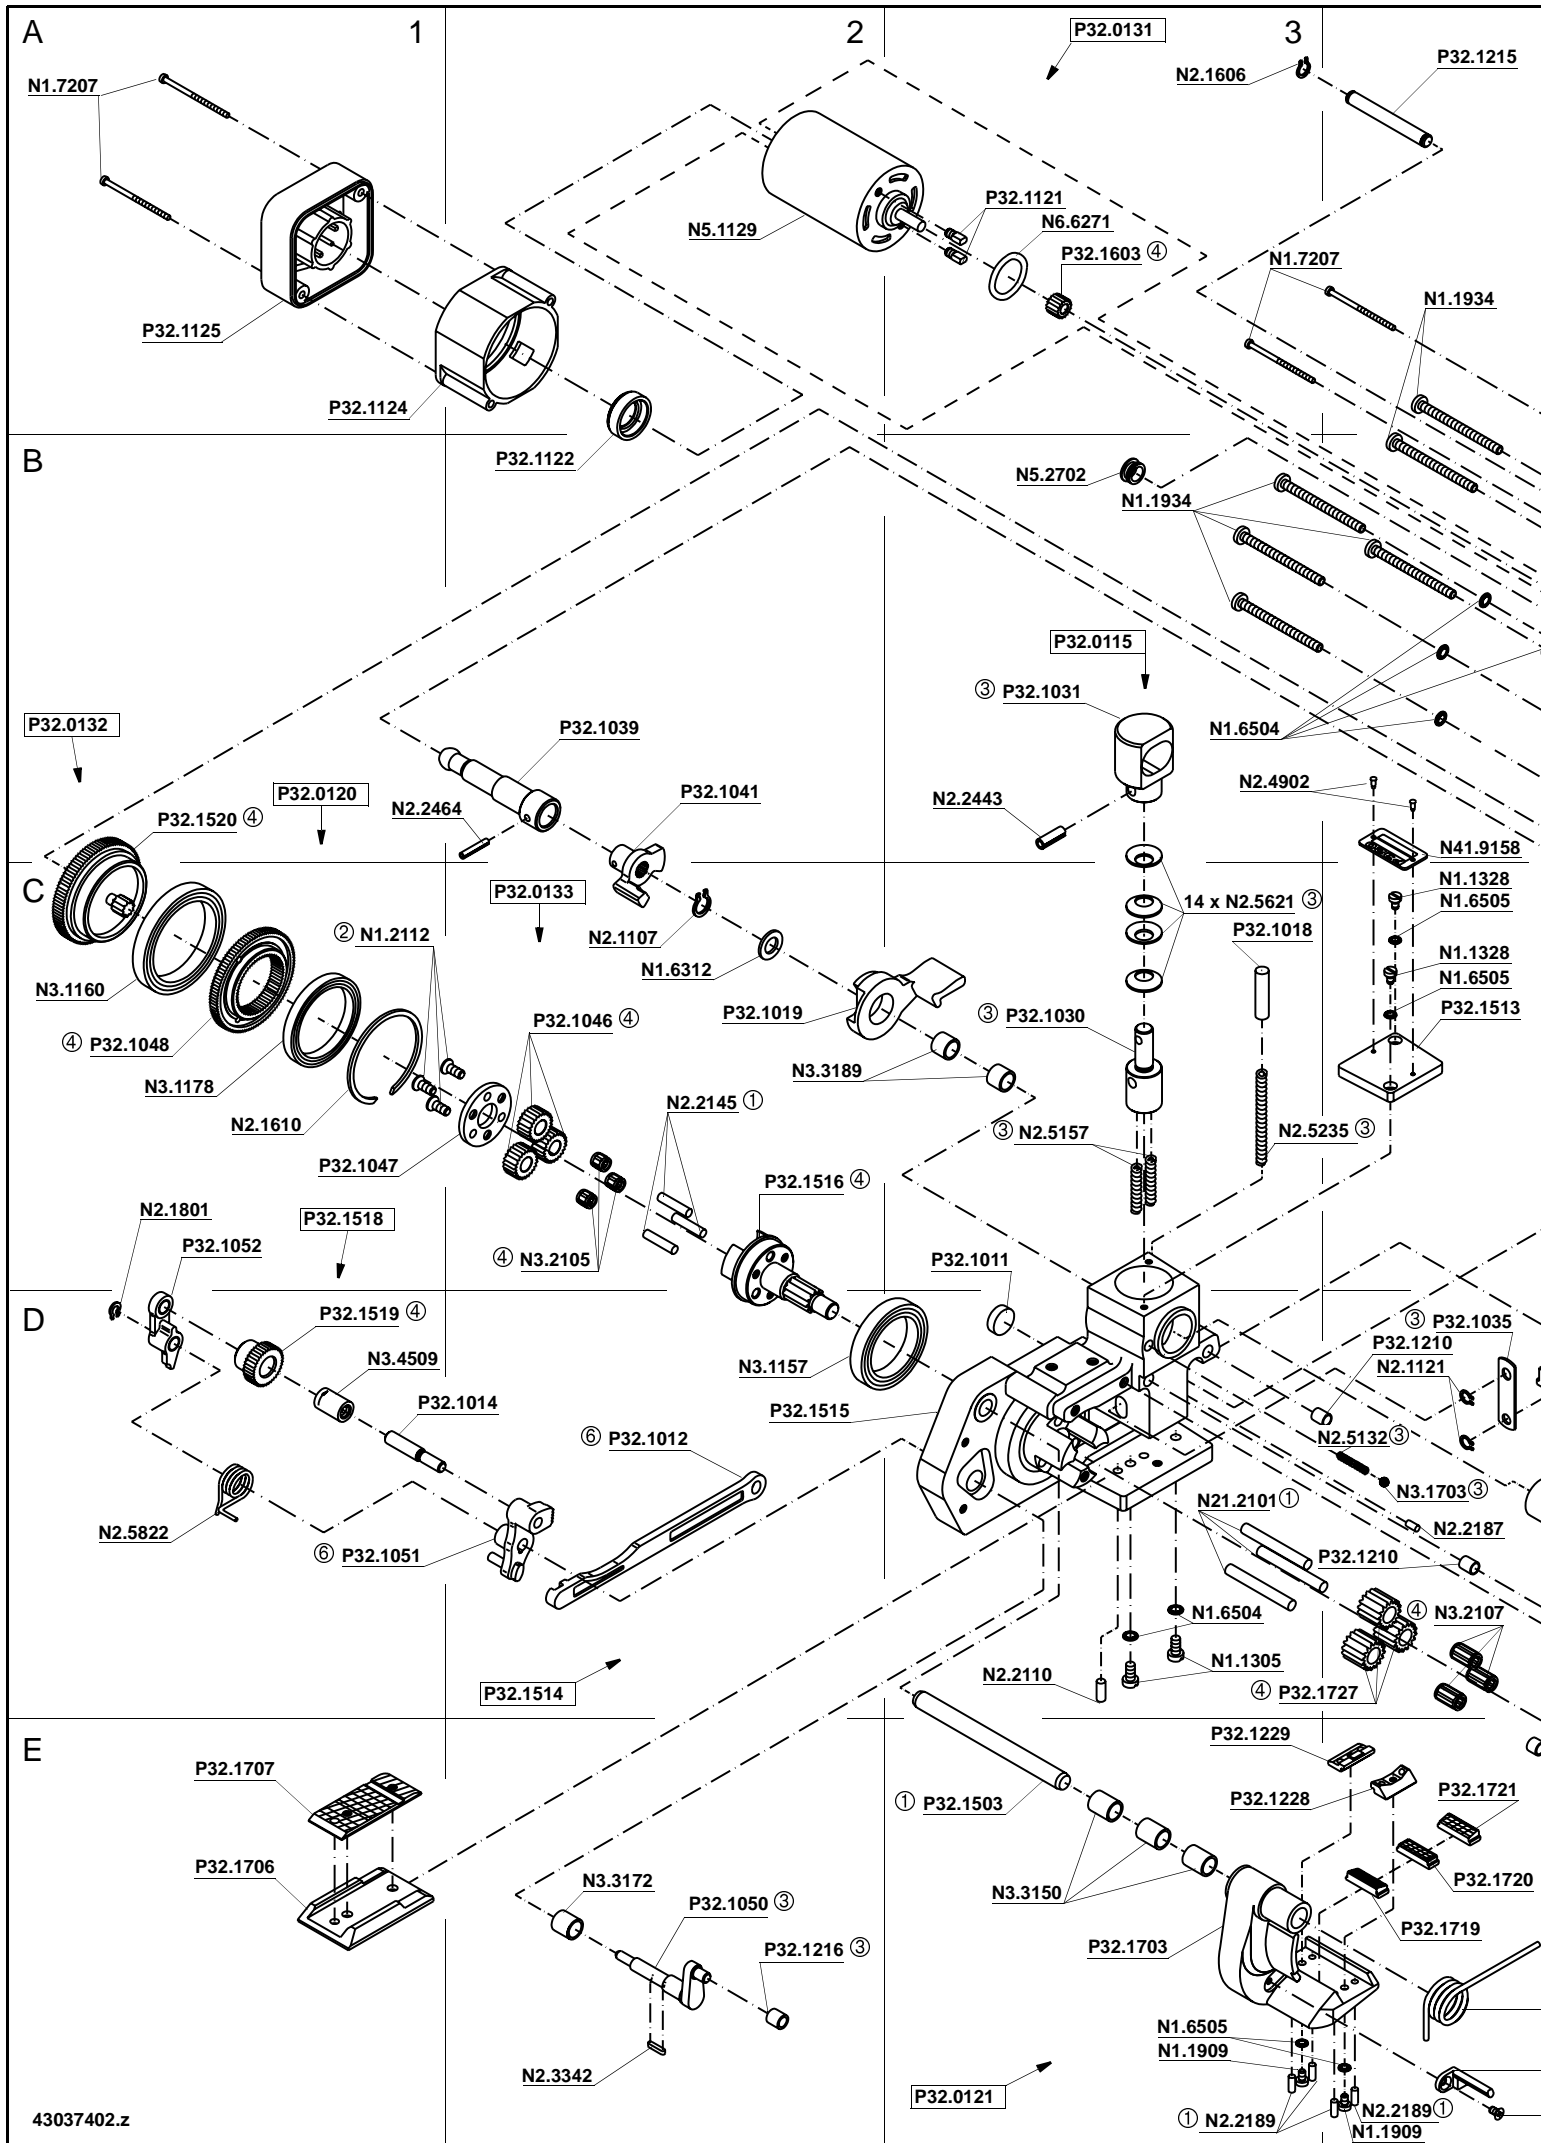 A
1
2
3
P32.0131
N1.7207
N2.1606
P32.1215
P32.1121
N5.1129
N6.6271
P32.1603 ④
N1.7207
N1.1934
P32.1125
P32.1124
P32.1122
B
N5.2702
N1.1934
P32.0115
③ P32.1031
N1.6504
P32.0132
P32.1039
P32.0120
N2.2464
P32.1041
N2.2443
N2.4902
P32.1520 ④
N41.9158
C
P32.0133
N1.1328
14 x N2.5621 ③
N1.6505
② N1.2112
N2.1107
P32.1018
N1.6312
N1.1328
N3.1160
N1.6505
P32.1019
③ P32.1030
P32.1513
P32.1046 ④
④ P32.1048
N3.3189
N3.1178
N2.2145 ①
N2.1610
③ N2.5157
N2.5235 ③
P32.1047
P32.1516 ④
N2.1801
P32.1518
P32.1052
④ N3.2105
P32.1011
D
P32.1519 ④
③ P32.1035
P32.1210
N3.4509
N3.1157
N2.1121
P32.1014
P32.1515
⑥ P32.1012
N2.5132 ③
N3.1703 ③
N21.2101 ①
N2.5822
N2.2187
⑥ P32.1051
P32.1210
N1.6504
④ N3.2107
N1.1305
N2.2110
④ P32.1727
P32.1514
E
P32.1229
P32.1707
P32.1228
P32.1721
① P32.1503
P32.1706
N3.3172
N3.3150
P32.1720
P32.1050 ③
P32.1719
P32.1216 ③
P32.1703
N1.6505
N1.1909
N2.3342
P32.0121
43037402.z
① N2.2189
N2.2189 ①
N1.1909